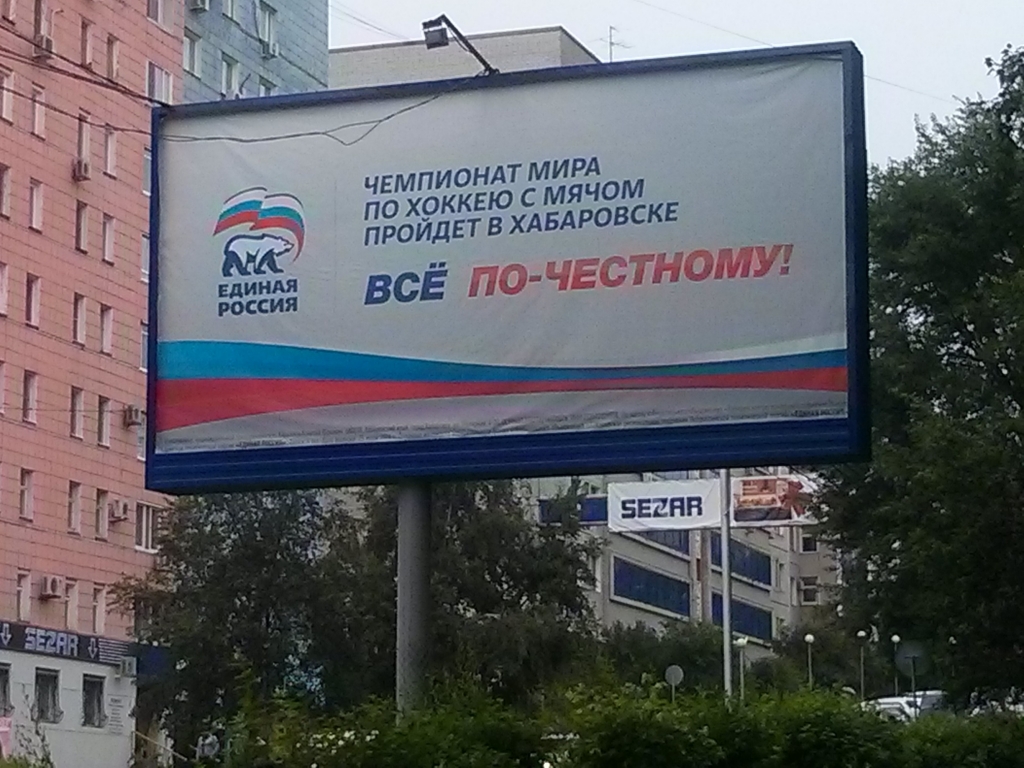 ЕДИНАЯ
РОССИЯ
ЧЕМПИОНАТ МИРА
ПО ХОККЕЮ С МЯЧОМ
ПРОЙДЕТ В ХАБАРОВСКЕ
ВСЁ ПО-ЧЕСТНОМУ!
SEZAR
SEZAR